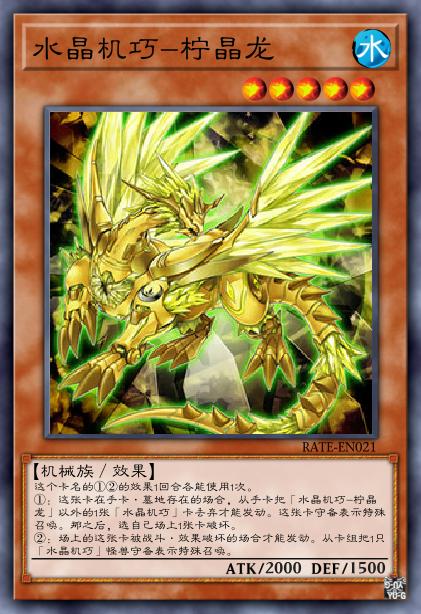 水晶机巧-柠晶龙
水
RATE-EN021
【机械族／效果】
这个卡名的①②的效果1回合各能使用1次。
①：这张卡在手卡·墓地存在的场合，从手卡把「水晶机巧-柠晶
龙」以外的1张「水晶机巧」卡丢弃才能发动。这张卡守备表示特殊
召唤。那之后，选自己场上1张卡破坏。
②：场上的这张卡被战斗·效果破坏的场合才能发动。从卡组把1只
「水晶机巧」怪兽守备表示特殊召唤。
ATK/2000 DEF/1500